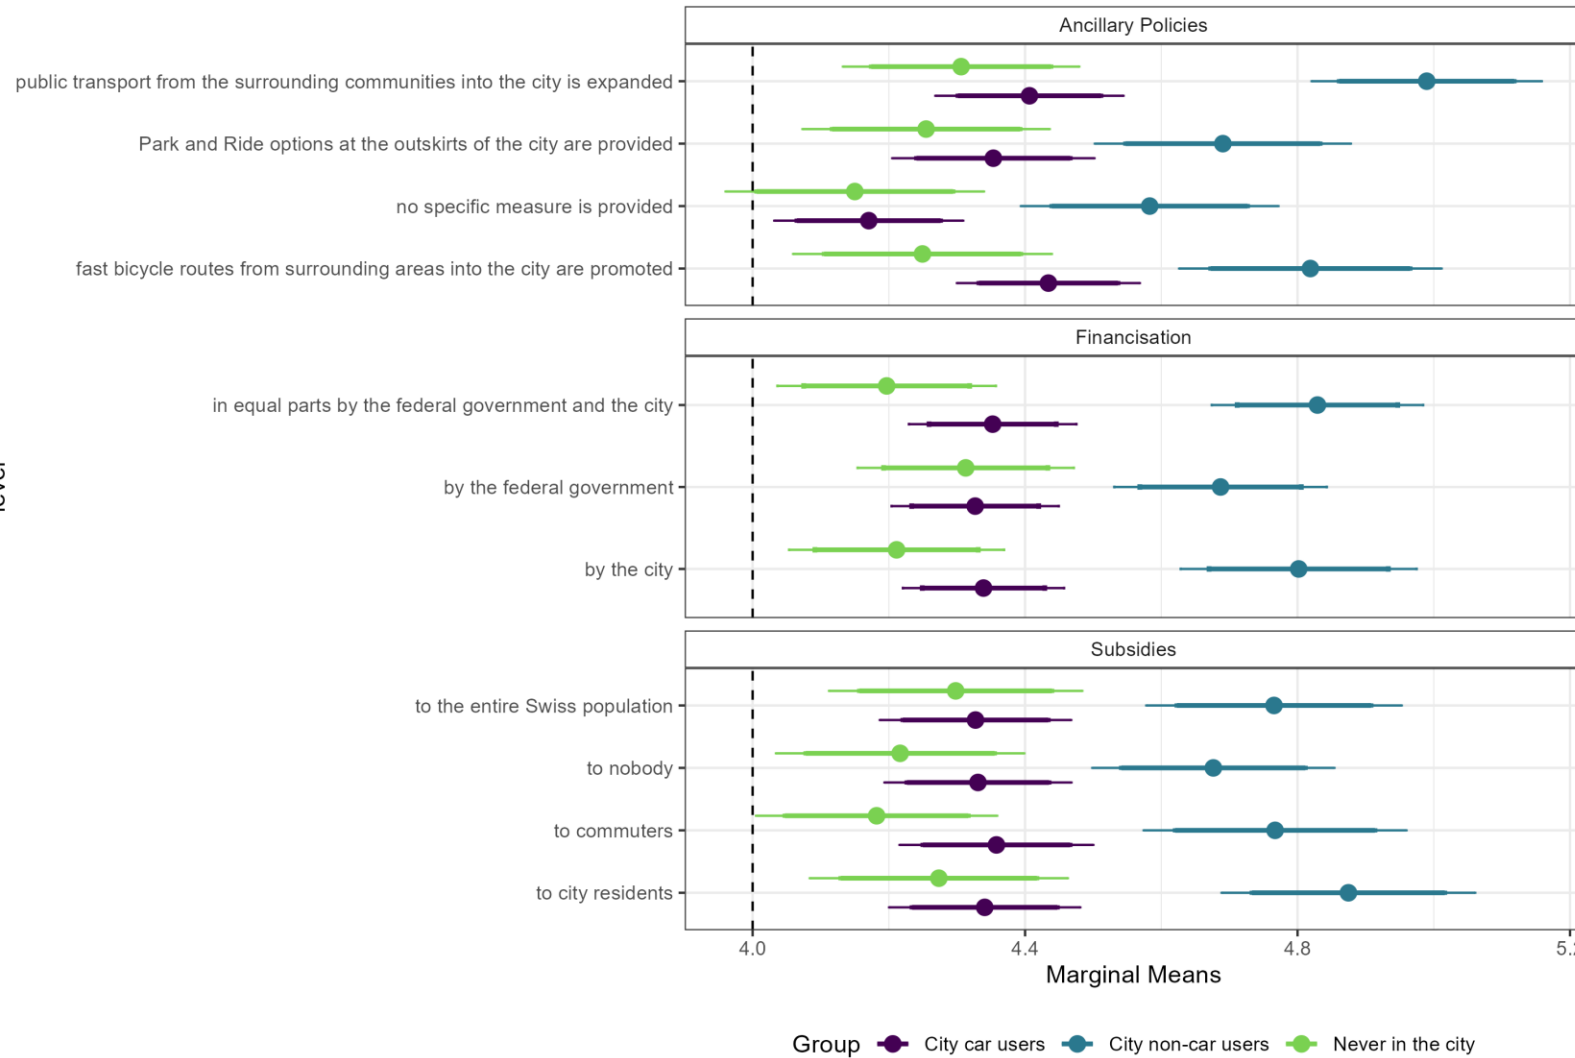 Ancillary Policies
public transport from the surrounding communities into the city is expanded
Park and Ride options at the outskirts of the city are provided
no specific measure is provided
fast bicycle routes from surrounding areas into the city are promoted
Financisation
in equal parts by the federal government and the city
by the federal government
by the city
Subsidies
to the entire Swiss population
to nobody
to commuters
to city residents
4.0 4.4 4.8
Marginal Means
Group City car users City non-car users Never in the city